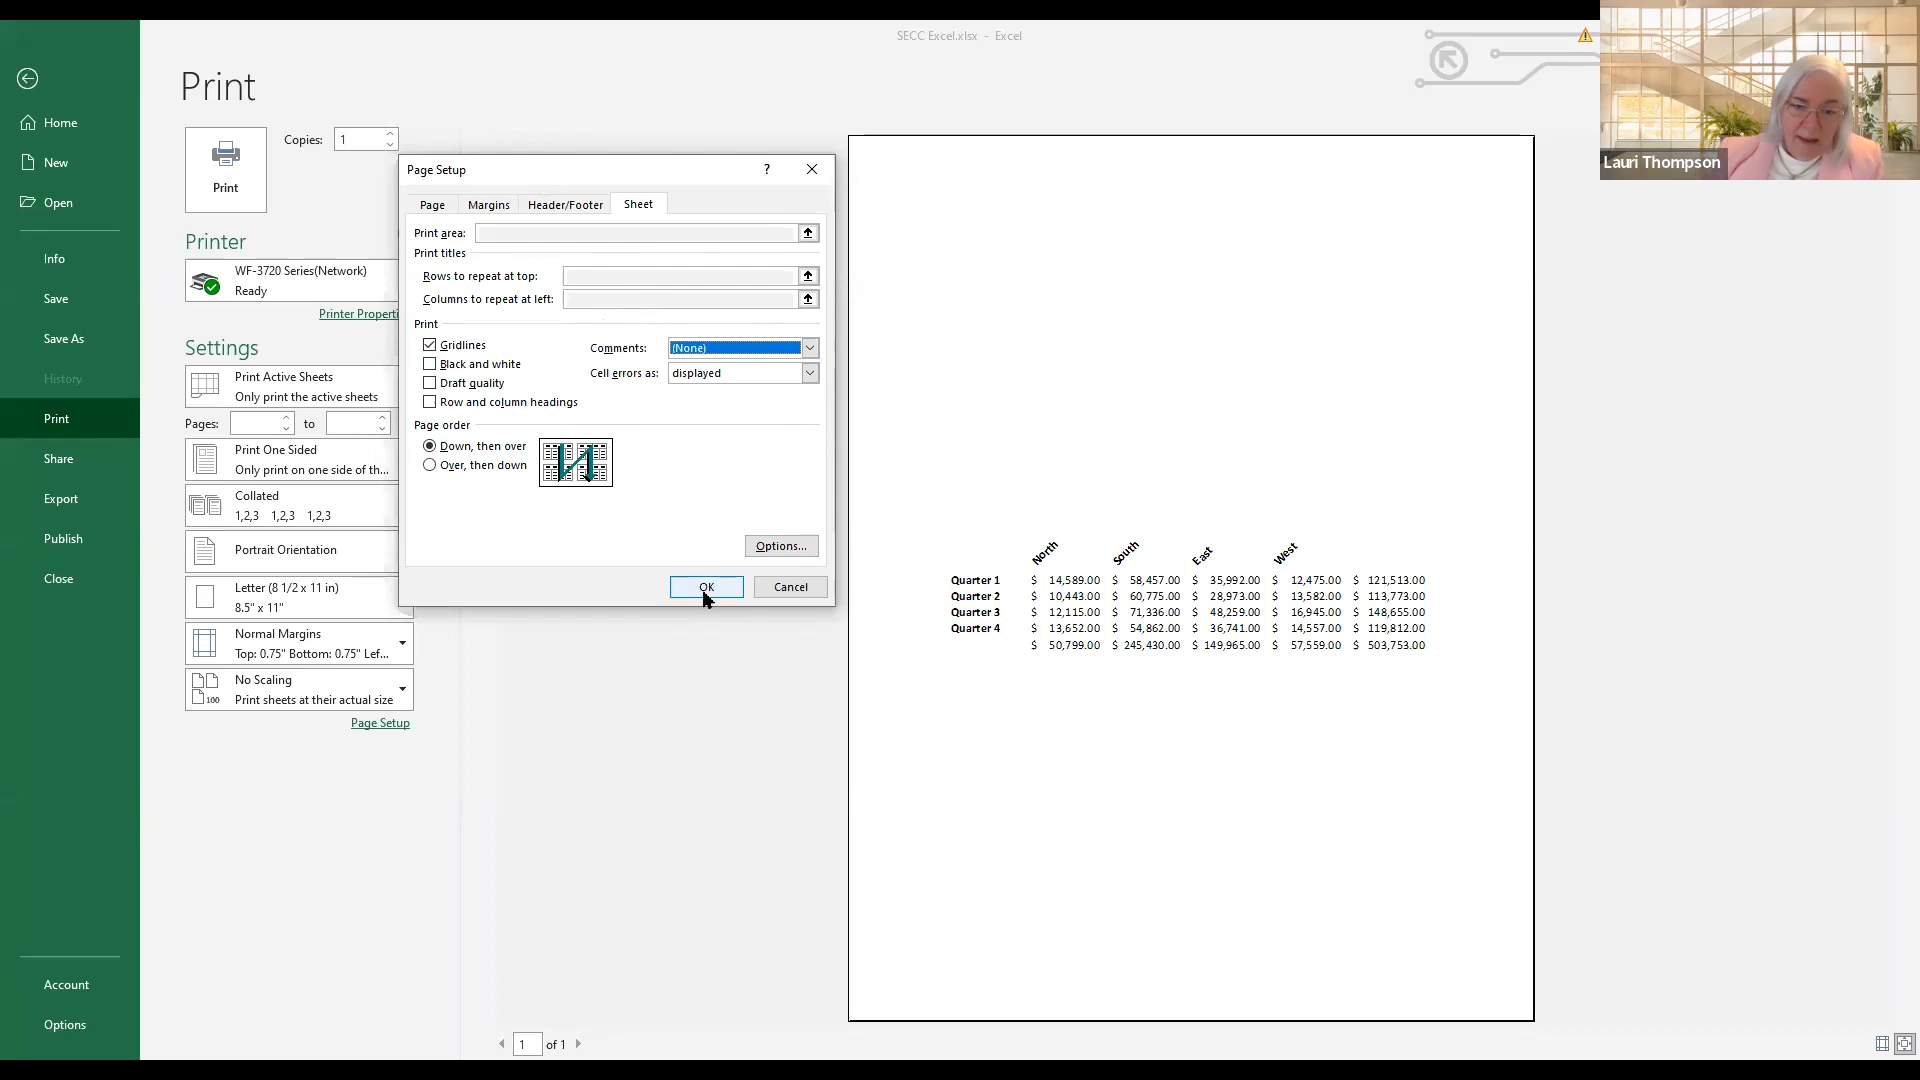 SECC Excel.xlsx - Excel
Lauri Thompson
Home
New
Open
Info
Save
Save As
History
Print
Share
Export
Publish
Close
Account
Options
Print
Print
Copies: 1
Printer
WF-3720 Series(Network)
Ready
Printer Properti
Settings
Print Active Sheets
Only print the active sheets
Pages: to
Print One Sided
Only print on one side of th...
Collated
1,2,3 1,2,3 1,2,3
Portrait Orientation
Letter (8 1/2 x 11 in)
8.5" x 11"
Normal Margins
Top: 0.75" Bottom: 0.75" Lef...
No Scaling
100
Print sheets at their actual size
Page Setup
Page Setup ?
Page Margins Header/Footer Sheet
Print area:
Print titles
Rows to repeat at top:
Columns to repeat at left:
Print
Gridlines
Black and white
Draft quality
Row and column headings
Comments: (None)
Cell errors as: displayed
Page order
Down, then over
Over, then down
Options...
OK Cancel
North South East West
Quarter 1 $ 14,589.00 $ 58,457.00 $ 35,992.00 $ 12,475.00 $ 121,513.00
Quarter 2 $ 10,443.00 $ 60,775.00 $ 28,973.00 $ 13,582.00 $ 113,773.00
Quarter 3 $ 12,115.00 $ 71,336.00 $ 48,259.00 $ 16,945.00 $ 148,655.00
Quarter 4 $ 13,652.00 $ 54,862.00 $ 36,741.00 $ 14,557.00 $ 119,812.00
$ 50,799.00 $ 245,430.00 $ 149,965.00 $ 57,559.00 $ 503,753.00
1 of 1